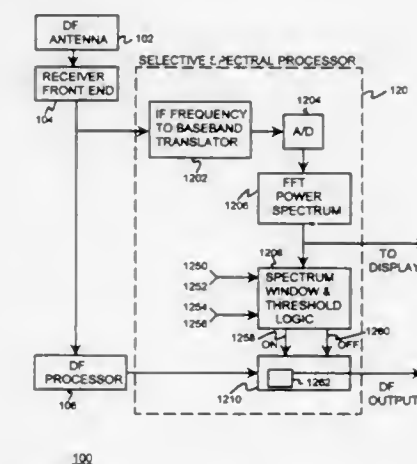 DF
ANTENNA
102
RECEIVER
FRONT END
104
SELECTIVE SPECTRAL PROCESSOR
120
IF FREQUENCY
TO BASEBAND
TRANSLATOR
1202
1204
A/D
1206
FFT
POWER
SPECTRUM
TO
DISPLAY
1208
1250
1252
1254
1256
SPECTRUM
WINDOW &
THRESHOLD
LOGIC
1258
1260
ON
OFF
DF
PROCESSOR
106
1210
1262
DF
OUTPUT
100